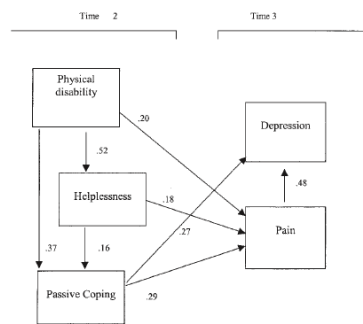 Time 2
Time 3
Physical
disability
.20
Depression
.52
Helplessness
.18
.48
.27
Pain
.37
.16
Passive Coping
.29